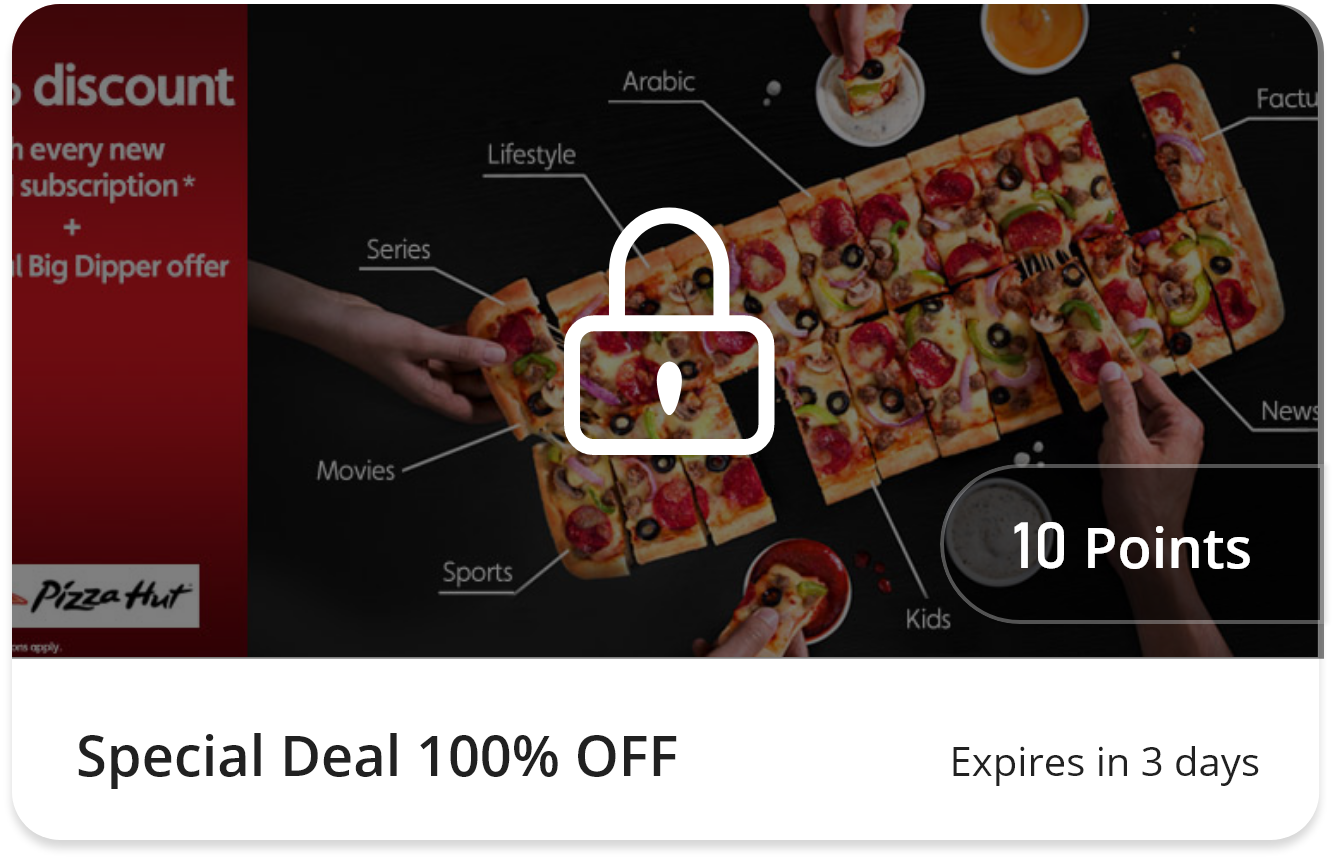 discount
every new
subscription*
+
Big Dipper offer
Pizza Hut
apply.
Arabic
Lifestyle
Series
Movies
Sports
Kids
News
10 Points
Special Deal 100% OFF
Expires in 3 days